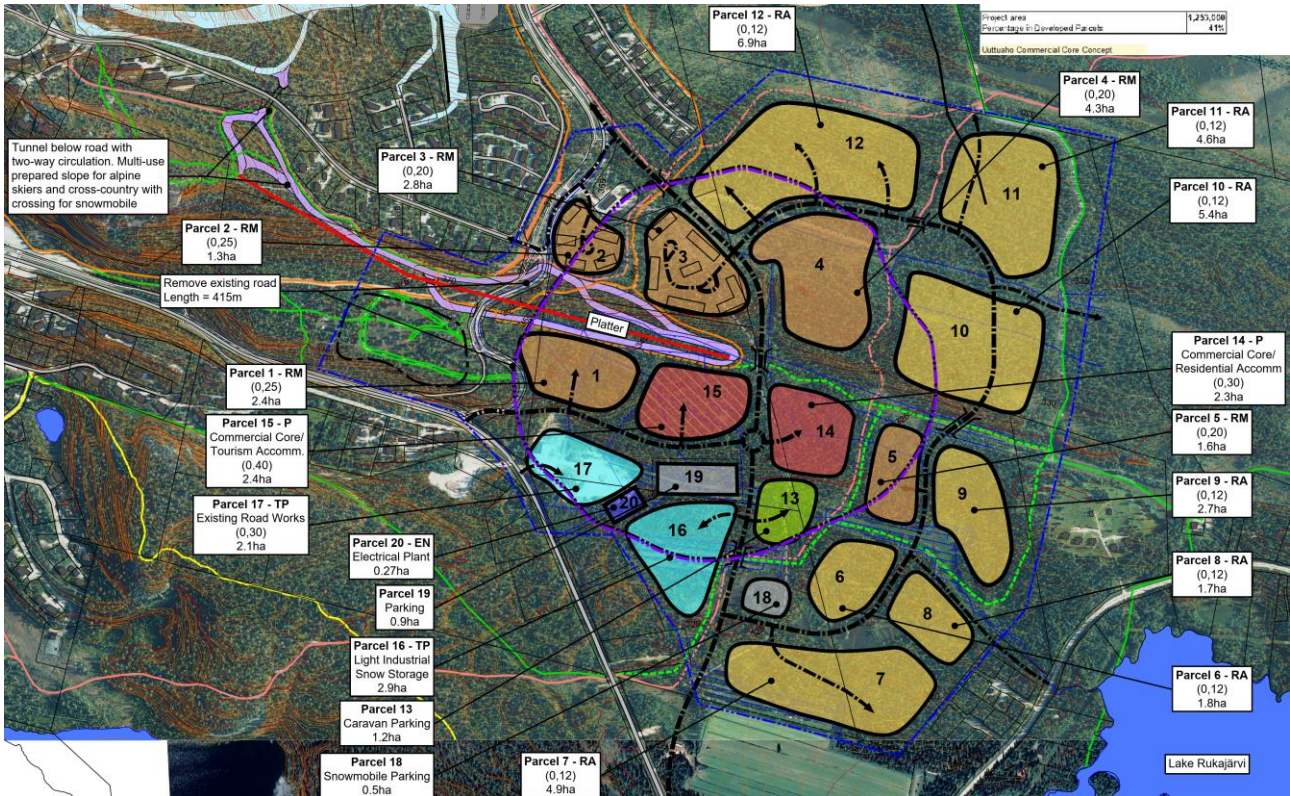 Parcel 12 - RA
(0,12)
6.9ha
Project area 1,253,000
Percentage in Developed Parcels 41%
Uuttuaho Commercial Core Concept
Parcel 4 - RM
(0,20)
4.3ha
Parcel 11 - RA
(0,12)
4.6ha
Tunnel below road with
two-way circulation. Multi-use
prepared slope for alpine
skiers and cross-country with
crossing for snowmobile
Parcel 3 - RM
(0,20)
2.8ha
Parcel 10 - RA
(0,12)
5.4ha
Parcel 2 - RM
(0,25)
1.3ha
Remove existing road
Length = 415m
Platter
12
11
2
3
4
10
1
15
14
5
9
17
19
20
13
16
6
18
8
7
Parcel 14 - P
Commercial Core/
Residential Accomm
(0,30)
2.3ha
Parcel 1 - RM
(0,25)
2.4ha
Parcel 15 - P
Commercial Core/
Tourism Accomm.
(0.40)
2.4ha
Parcel 5 - RM
(0,20)
1.6ha
Parcel 9 - RA
(0,12)
2.7ha
Parcel 17 - TP
Existing Road Works
(0,30)
2.1ha
Parcel 20 - EN
Electrical Plant
0.27ha
Parcel 8 - RA
(0,12)
1.7ha
Parcel 19
Parking
0.9ha
Parcel 16 - TP
Light Industrial
Snow Storage
2.9ha
Parcel 6 - RA
(0,12)
1.8ha
Parcel 13
Caravan Parking
1.2ha
Parcel 18
Snowmobile Parking
0.5ha
Parcel 7 - RA
(0,12)
4.9ha
Lake Rukajärvi